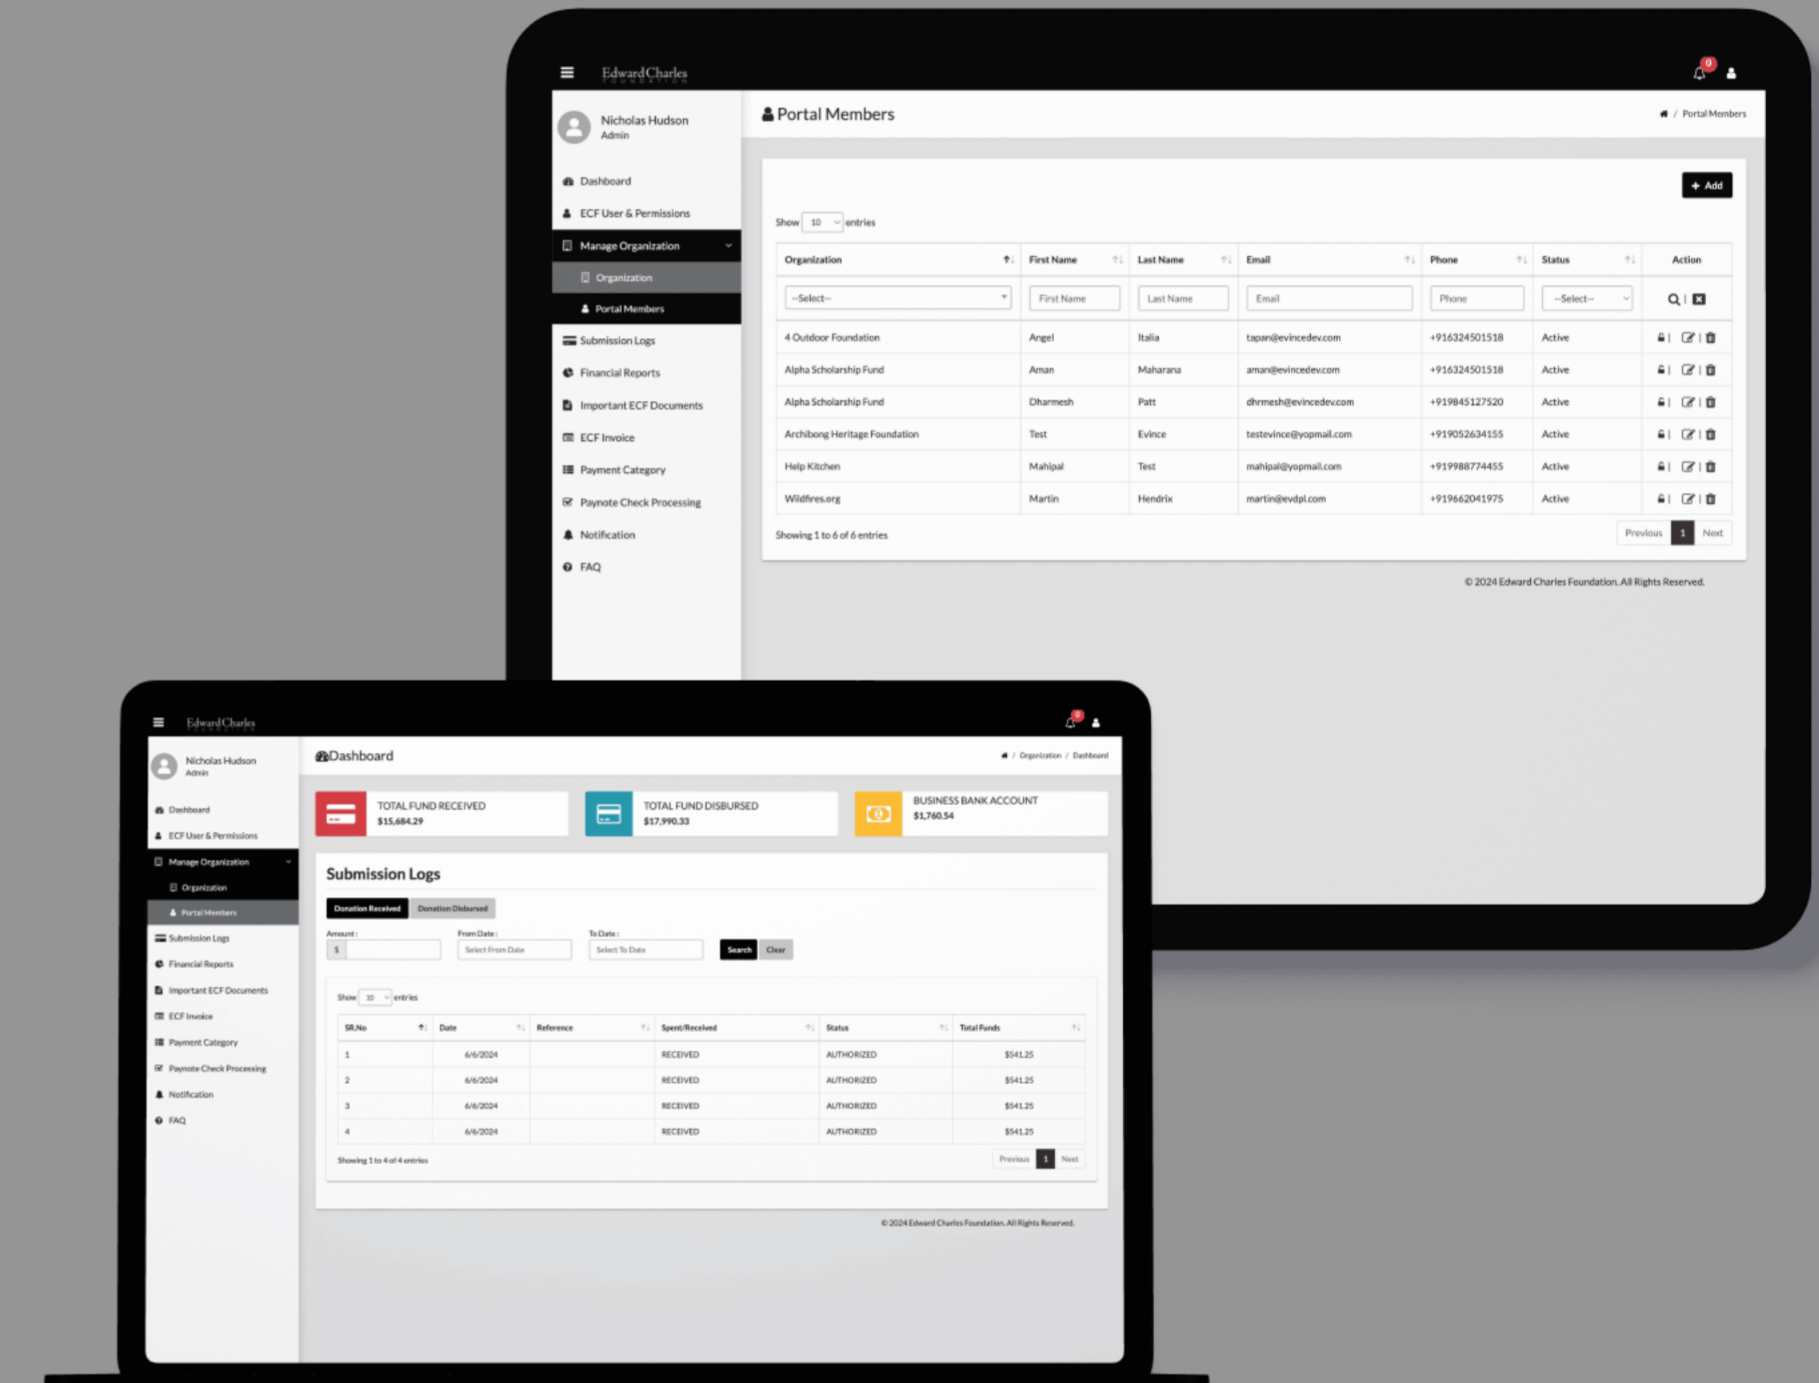 Edward Charles
FOUNDATION
0
Nicholas Hudson
Admin
Dashboard
ECF User & Permissions
Manage Organization
Organization
Portal Members
Submission Logs
Financial Reports
Important ECF Documents
ECF Invoice
Payment Category
Paynote Check Processing
Notification
FAQ
Portal Members
/ Portal Members
+ Add
Show 10 entries
Organization First Name Last Name Email Phone Status Action
--Select-- First Name Last Name Email Phone --Select-- |
4 Outdoor Foundation Angel Italia tapan@evincedev.com +916324501518 Active
Alpha Scholarship Fund Aman Maharana aman@evincedev.com +916324501518 Active
Alpha Scholarship Fund Dharmesh Patt dhrmesh@evincedev.com +919845127520 Active
Archibong Heritage Foundation Test Evince testevince@yopmail.com +919052634155 Active
Help Kitchen Mahipal Test mahipal@yopmail.com +919988774455 Active
Wildfires.org Martin Hendrix martin@evdpl.com +919662041975 Active
Showing 1 to 6 of 6 entries
Previous 1 Next
© 2024 Edward Charles Foundation. All Rights Reserved.
Edward Charles
FOUNDATION
0
Nicholas Hudson
Admin
Dashboard
ECF User & Permissions
Manage Organization
Organization
Portal Members
Submission Logs
Financial Reports
Important ECF Documents
ECF Invoice
Payment Category
Paynote Check Processing
Notification
FAQ
Dashboard
/ Organization / Dashboard
TOTAL FUND RECEIVED
$15,684.29
TOTAL FUND DISBURSED
$17,990.33
BUSINESS BANK ACCOUNT
$1,760.54
Submission Logs
Donation Received Donation Disbursed
Amount : From Date : To Date :
$ Select From Date Select To Date Search Clear
Show 10 entries
SR.No Date Reference Spent/Received Status Total Funds
1 6/6/2024 RECEIVED AUTHORIZED $541.25
2 6/6/2024 RECEIVED AUTHORIZED $541.25
3 6/6/2024 RECEIVED AUTHORIZED $541.25
4 6/6/2024 RECEIVED AUTHORIZED $541.25
Showing 1 to 4 of 4 entries
Previous 1 Next
© 2024 Edward Charles Foundation. All Rights Reserved.